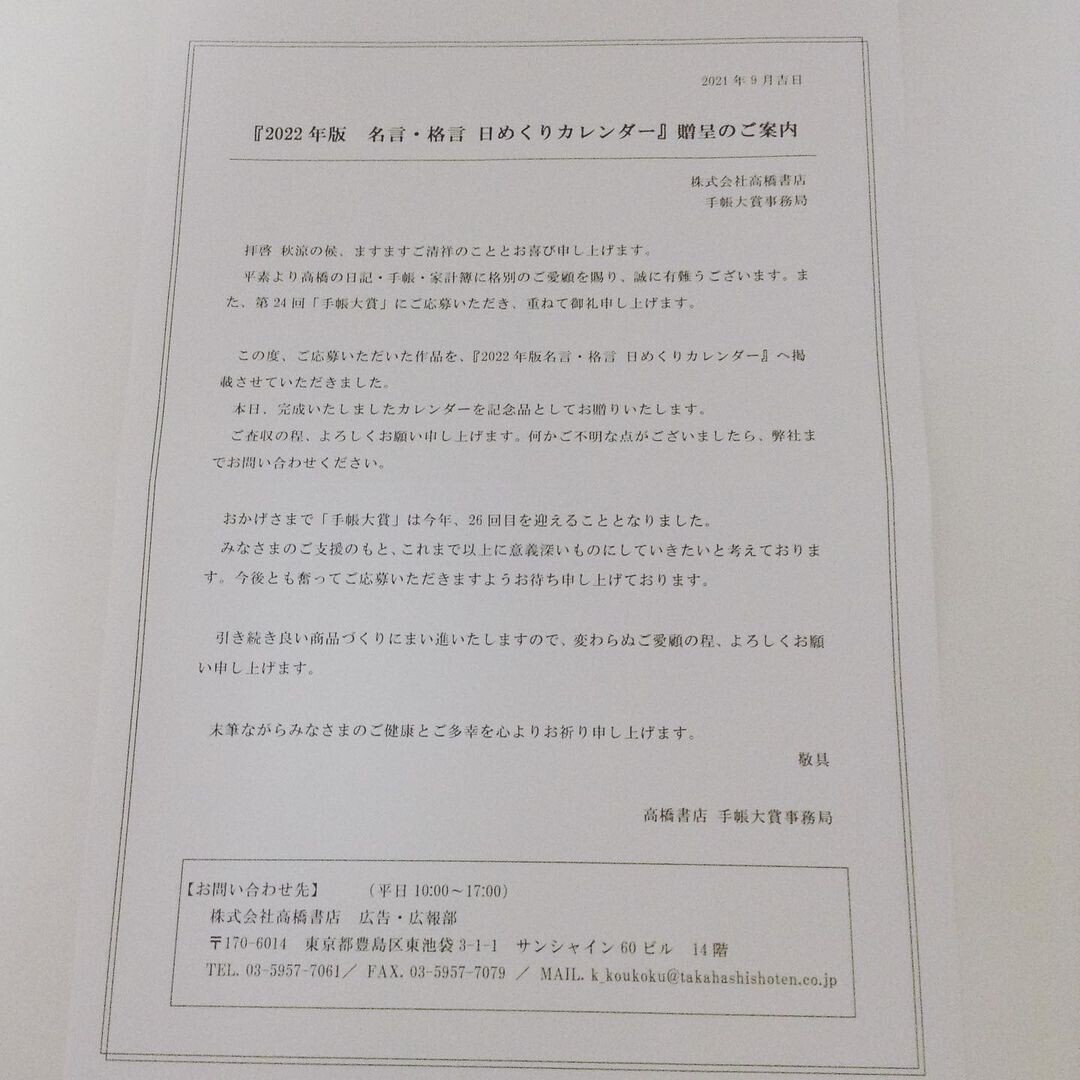 2021年9月吉日
『2022年版　名言・格言 日めくりカレンダー』贈呈のご案内
株式会社高橋書店
手帳大賞事務局
拝啓 秋涼の候、ますますご清祥のこととお喜び申し上げます。
平素より高橋の日記・手帳・家計簿に格別のご愛顧を賜り、誠に有難うございます。ま
た、第24回「手帳大賞」にご応募いただき、重ねて御礼申し上げます。
この度、ご応募いただいた作品を、『2022年版名言・格言 日めくりカレンダー』へ掲
載させていただきました。
本日、完成いたしましたカレンダーを記念品としてお贈りいたします。
ご査収の程、よろしくお願い申し上げます。何かご不明な点がございましたら、弊社ま
でお問い合わせください。
おかげさまで「手帳大賞」は今年、26回目を迎えることとなりました。
みなさまのご支援のもと、これまで以上に意義深いものにしていきたいと考えておりま
す。今後とも奮ってご応募いただきますようお待ち申し上げております。
引き続き良い商品づくりにまい進いたしますので、変わらぬご愛顧の程、よろしくお願
い申し上げます。
末筆ながらみなさまのご健康とご多幸を心よりお祈り申し上げます。
敬具
高橋書店 手帳大賞事務局
【お問い合わせ先】　（平日 10:00～17:00）
株式会社高橋書店　広告・広報部
〒170-6014　東京都豊島区東池袋3-1-1　サンシャイン60ビル　14階
TEL. 03-5957-7061／ FAX. 03-5957-7079 ／ MAIL. k_koukoku@takahashishoten.co.jp